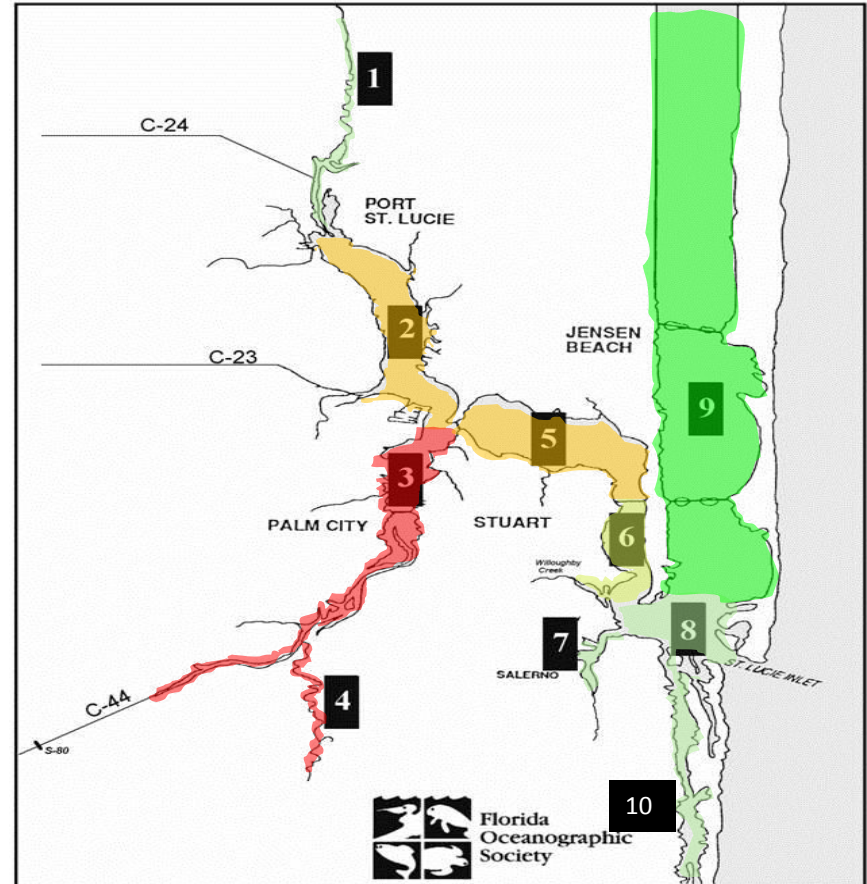 1
C-24
PORT
ST. LUCIE
2
JENSEN
BEACH
C-23
9
5
3
PALM CITY
STUART
6
Willoughby
Creek
7
8
SALERNO
ST. LUCIE INLET
4
C-44
S-80
10
Florida
Oceanographic
Society